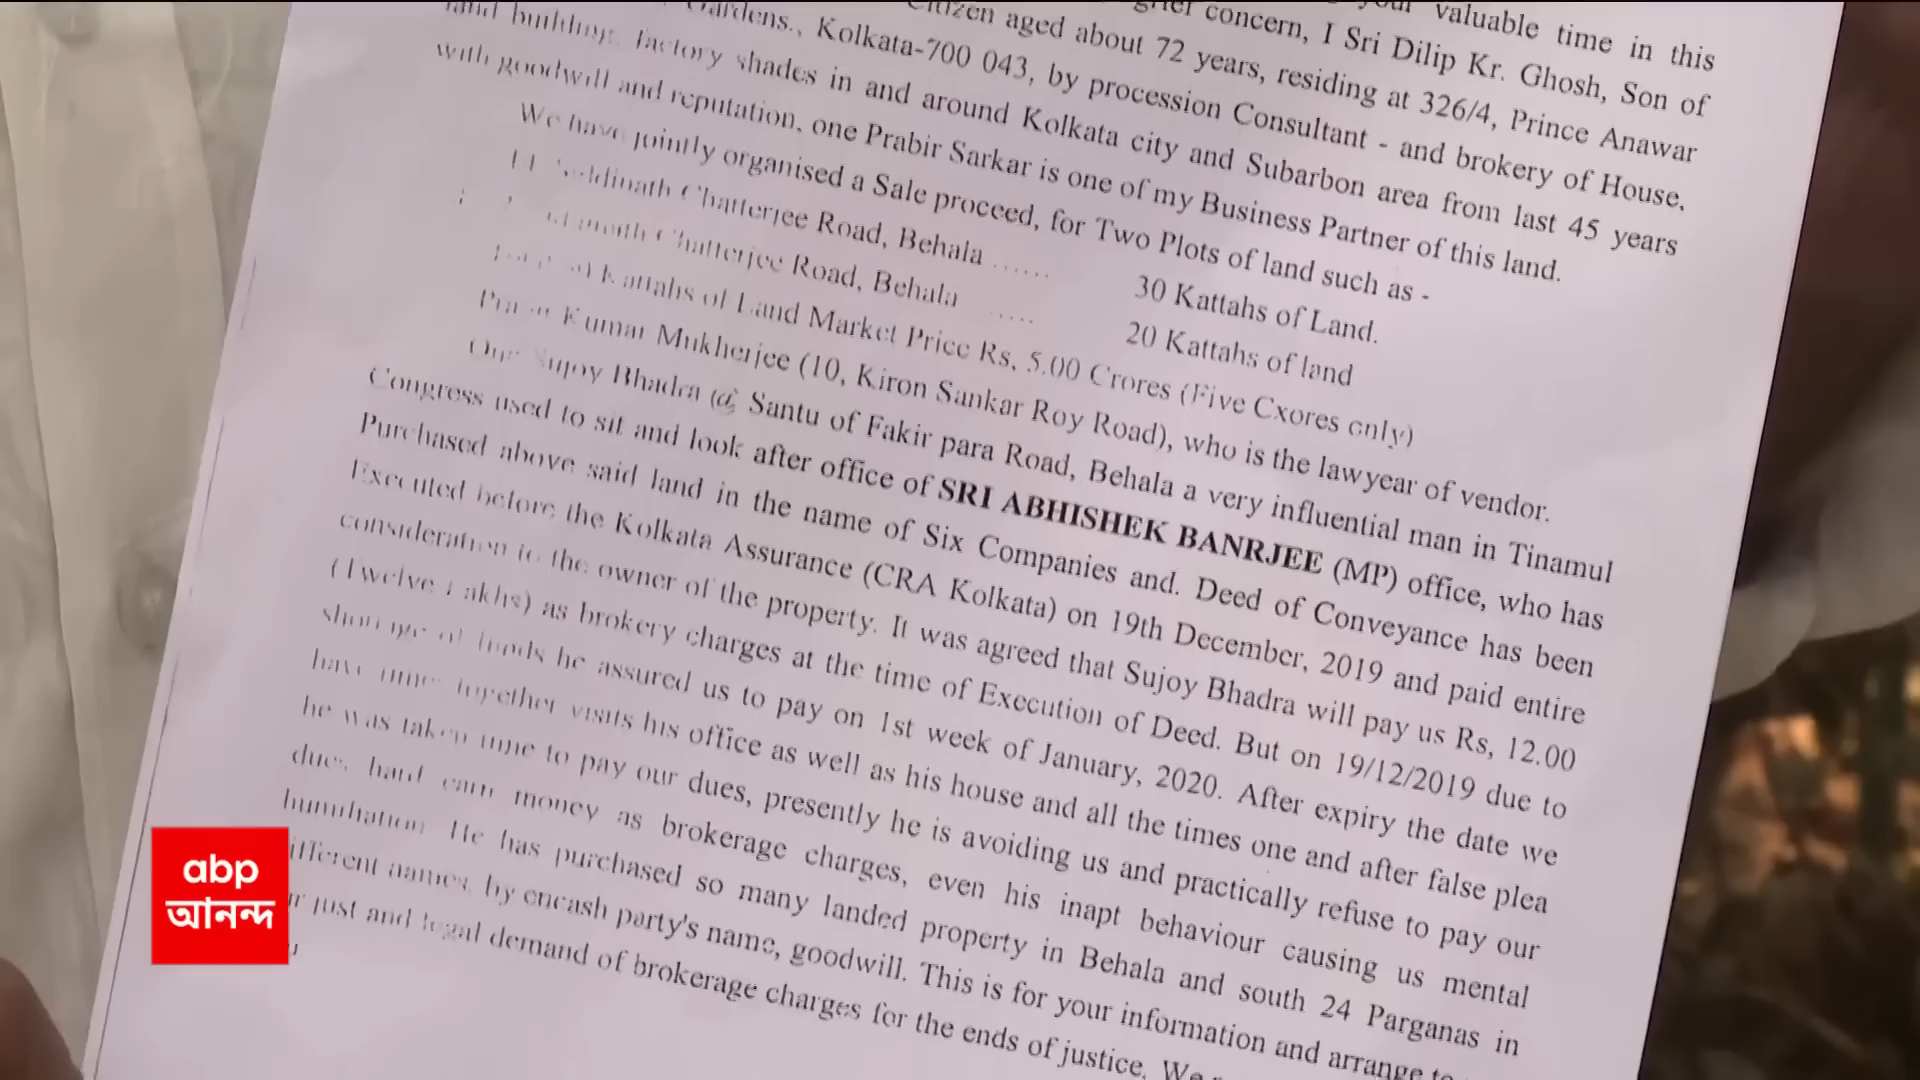 your valuable time in this
grief concern, I Sri Dilip Kr. Ghosh, Son of
Citizen aged about 72 years, residing at 326/4, Prince Anawar
Gardens., Kolkata-700 043, by procession Consultant - and brokery of House,
land building, factory shades in and around Kolkata city and Subarbon area from last 45 years
with goodwill and reputation, one Prabir Sarkar is one of my Business Partner of this land.
We have jointly organised a Sale proceed, for Two Plots of land such as -
Chatterjee Road, Behala ...... 30 Kattahs of Land.
Chatterjee Road, Behala ..... 20 Kattahs of land
Kattahs of Land Market Price Rs, 5.00 Crores (Five Cxores only)
Kumar Mukherjee (10, Kiron Sankar Roy Road), who is the lawyear of vendor.
One Sujoy Bhadra @ Santu of Fakir para Road, Behala a very influential man in Tinamul
Congress used to sit and look after office of SRI ABHISHEK BANRJEE (MP) office, who has
Purchased above said land in the name of Six Companies and. Deed of Conveyance has been
Executed before the Kolkata Assurance (CRA Kolkata) on 19th December, 2019 and paid entire
consideration to the owner of the property. It was agreed that Sujoy Bhadra will pay us Rs, 12.00
(Twelve Lakhs) as brokery charges at the time of Execution of Deed. But on 19/12/2019 due to
shortage of funds he assured us to pay on 1st week of January, 2020. After expiry the date we
have times together visits his office as well as his house and all the times one and after false plea
he was taken time to pay our dues, presently he is avoiding us and practically refuse to pay our
dues hard earn money as brokerage charges, even his inapt behaviour causing us mental
humihation. He has purchased so many landed property in Behala and south 24 Parganas in
ifferent names, by encash party's name, goodwill. This is for your information and arrange to
r just and legal demand of brokerage charges for the ends of justice. We
abp
আনন্দ